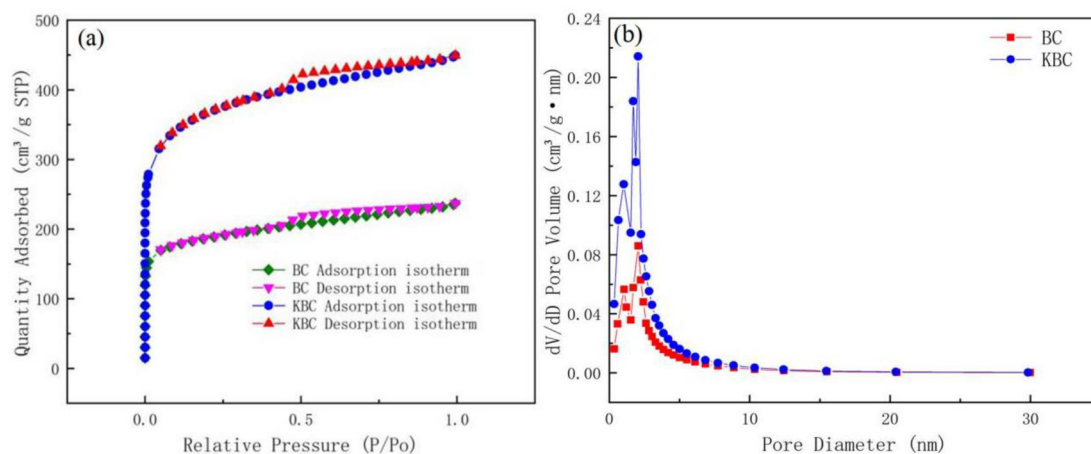 (a)
Quantity Adsorbed (cm³/g STP)
500
400
300
200
100
0
BC Adsorption isotherm
BC Desorption isotherm
KBC Adsorption isotherm
KBC Desorption isotherm
0.0 0.5 1.0
Relative Pressure (P/Po)
(b)
dV/dD Pore Volume (cm³/g·nm)
0.24
0.20
0.16
0.12
0.08
0.04
0.00
BC
KBC
0 5 10 15 20 25 30
Pore Diameter (nm)